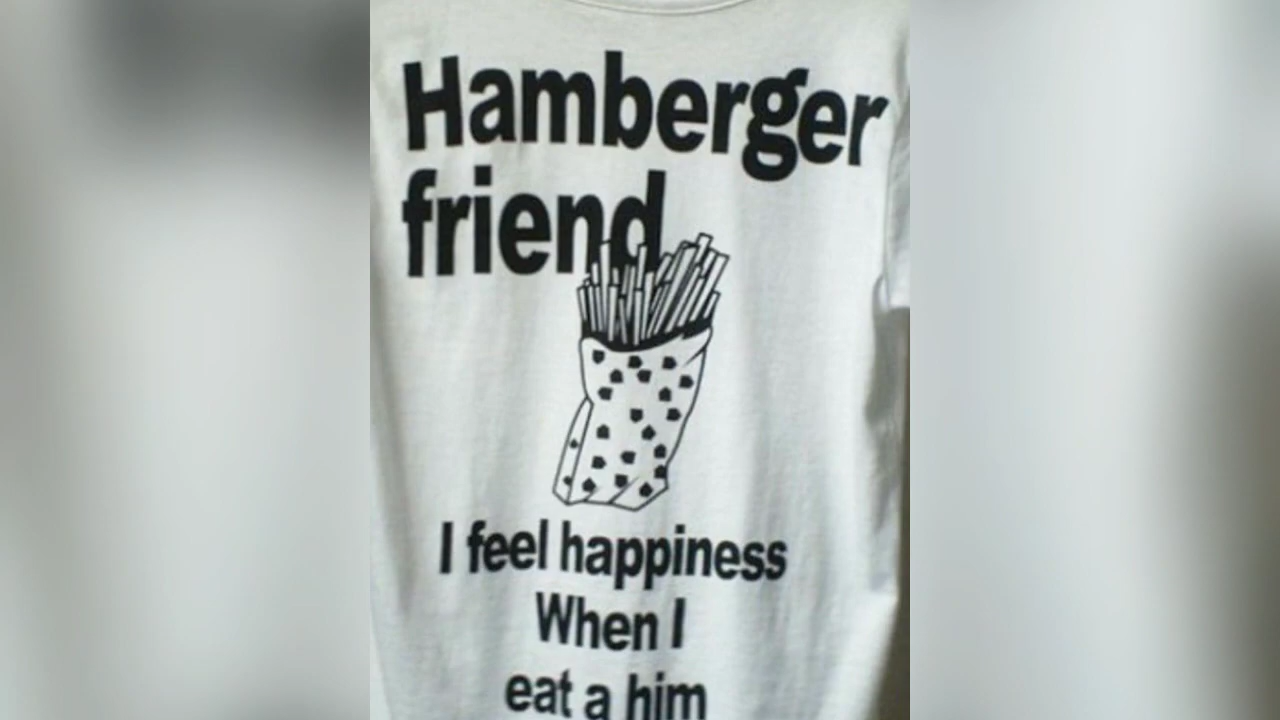 Hamberger
friend
I feel happiness
When I
eat a him